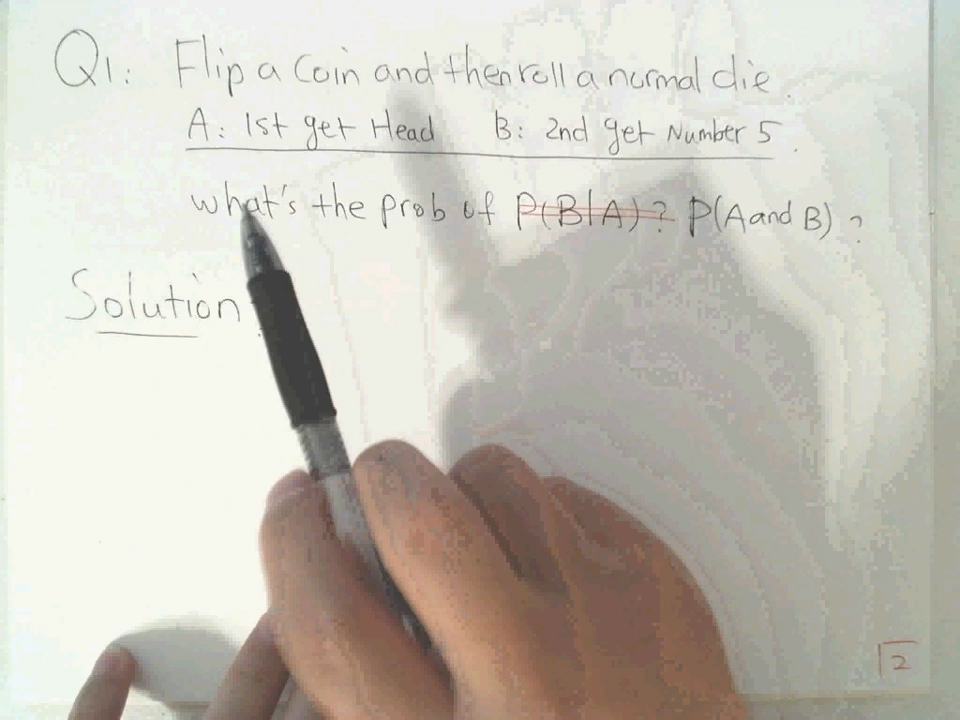 Q1: Flip a Coin and then roll a normal die.
A: 1st get Head B: 2nd get Number 5.
What's the prob of P(B|A)? P(A and B)?
Solution:
2